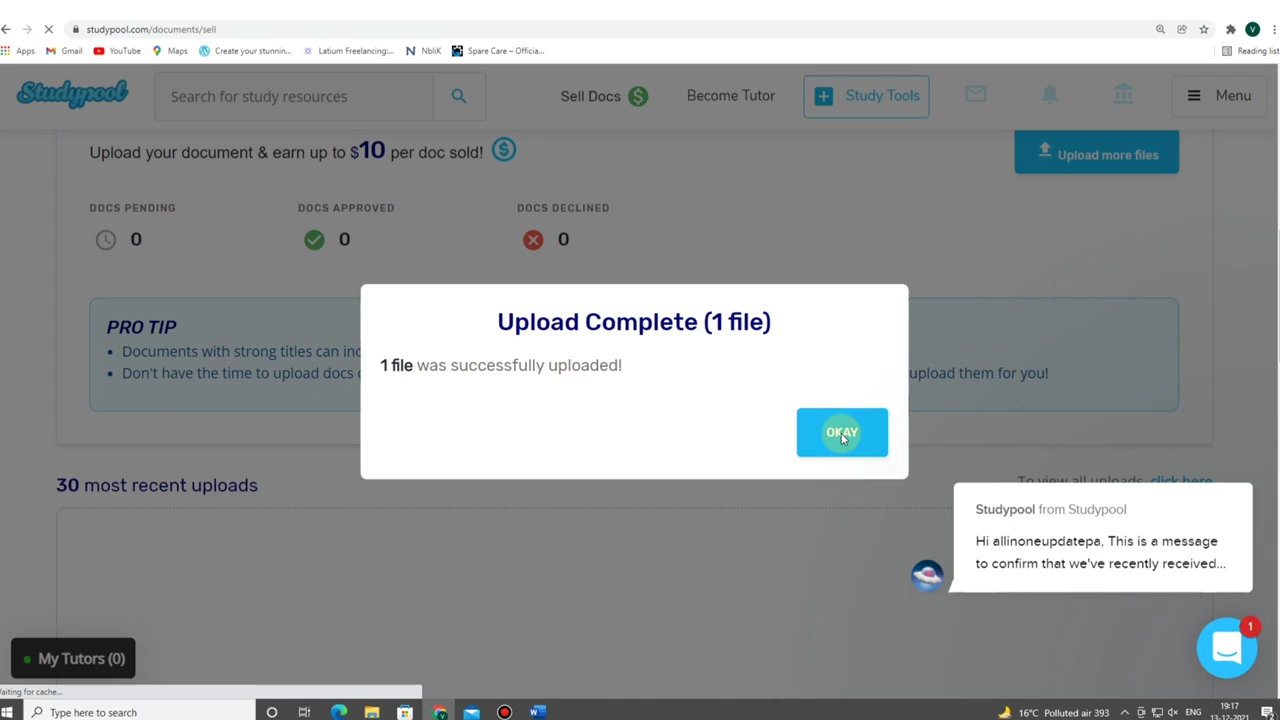 studypool.com/documents/sell
V
Apps
Gmail
YouTube
Maps
Create your stunnin...
Latium Freelancing:...
NbliK
Spare Care – Officia...
Reading list
Studypool
Search for study resources
Sell Docs $
Become Tutor
Study Tools
Menu
Upload your document & earn up to $10 per doc sold!
Upload more files
DOCS PENDING
DOCS APPROVED
DOCS DECLINED
0
0
0
PRO TIP
Upload Complete (1 file)
Documents with strong titles can inc
1 file was successfully uploaded!
Don't have the time to upload docs
upload them for you!
OKAY
30 most recent uploads
To view all uploads, click here
Studypool from Studypool
Hi allinoneupdatepa, This is a message
to confirm that we've recently received...
1
My Tutors (0)
Waiting for cache...
Type here to search
16°C Polluted air 393
ENG
19:17
13-12-2021